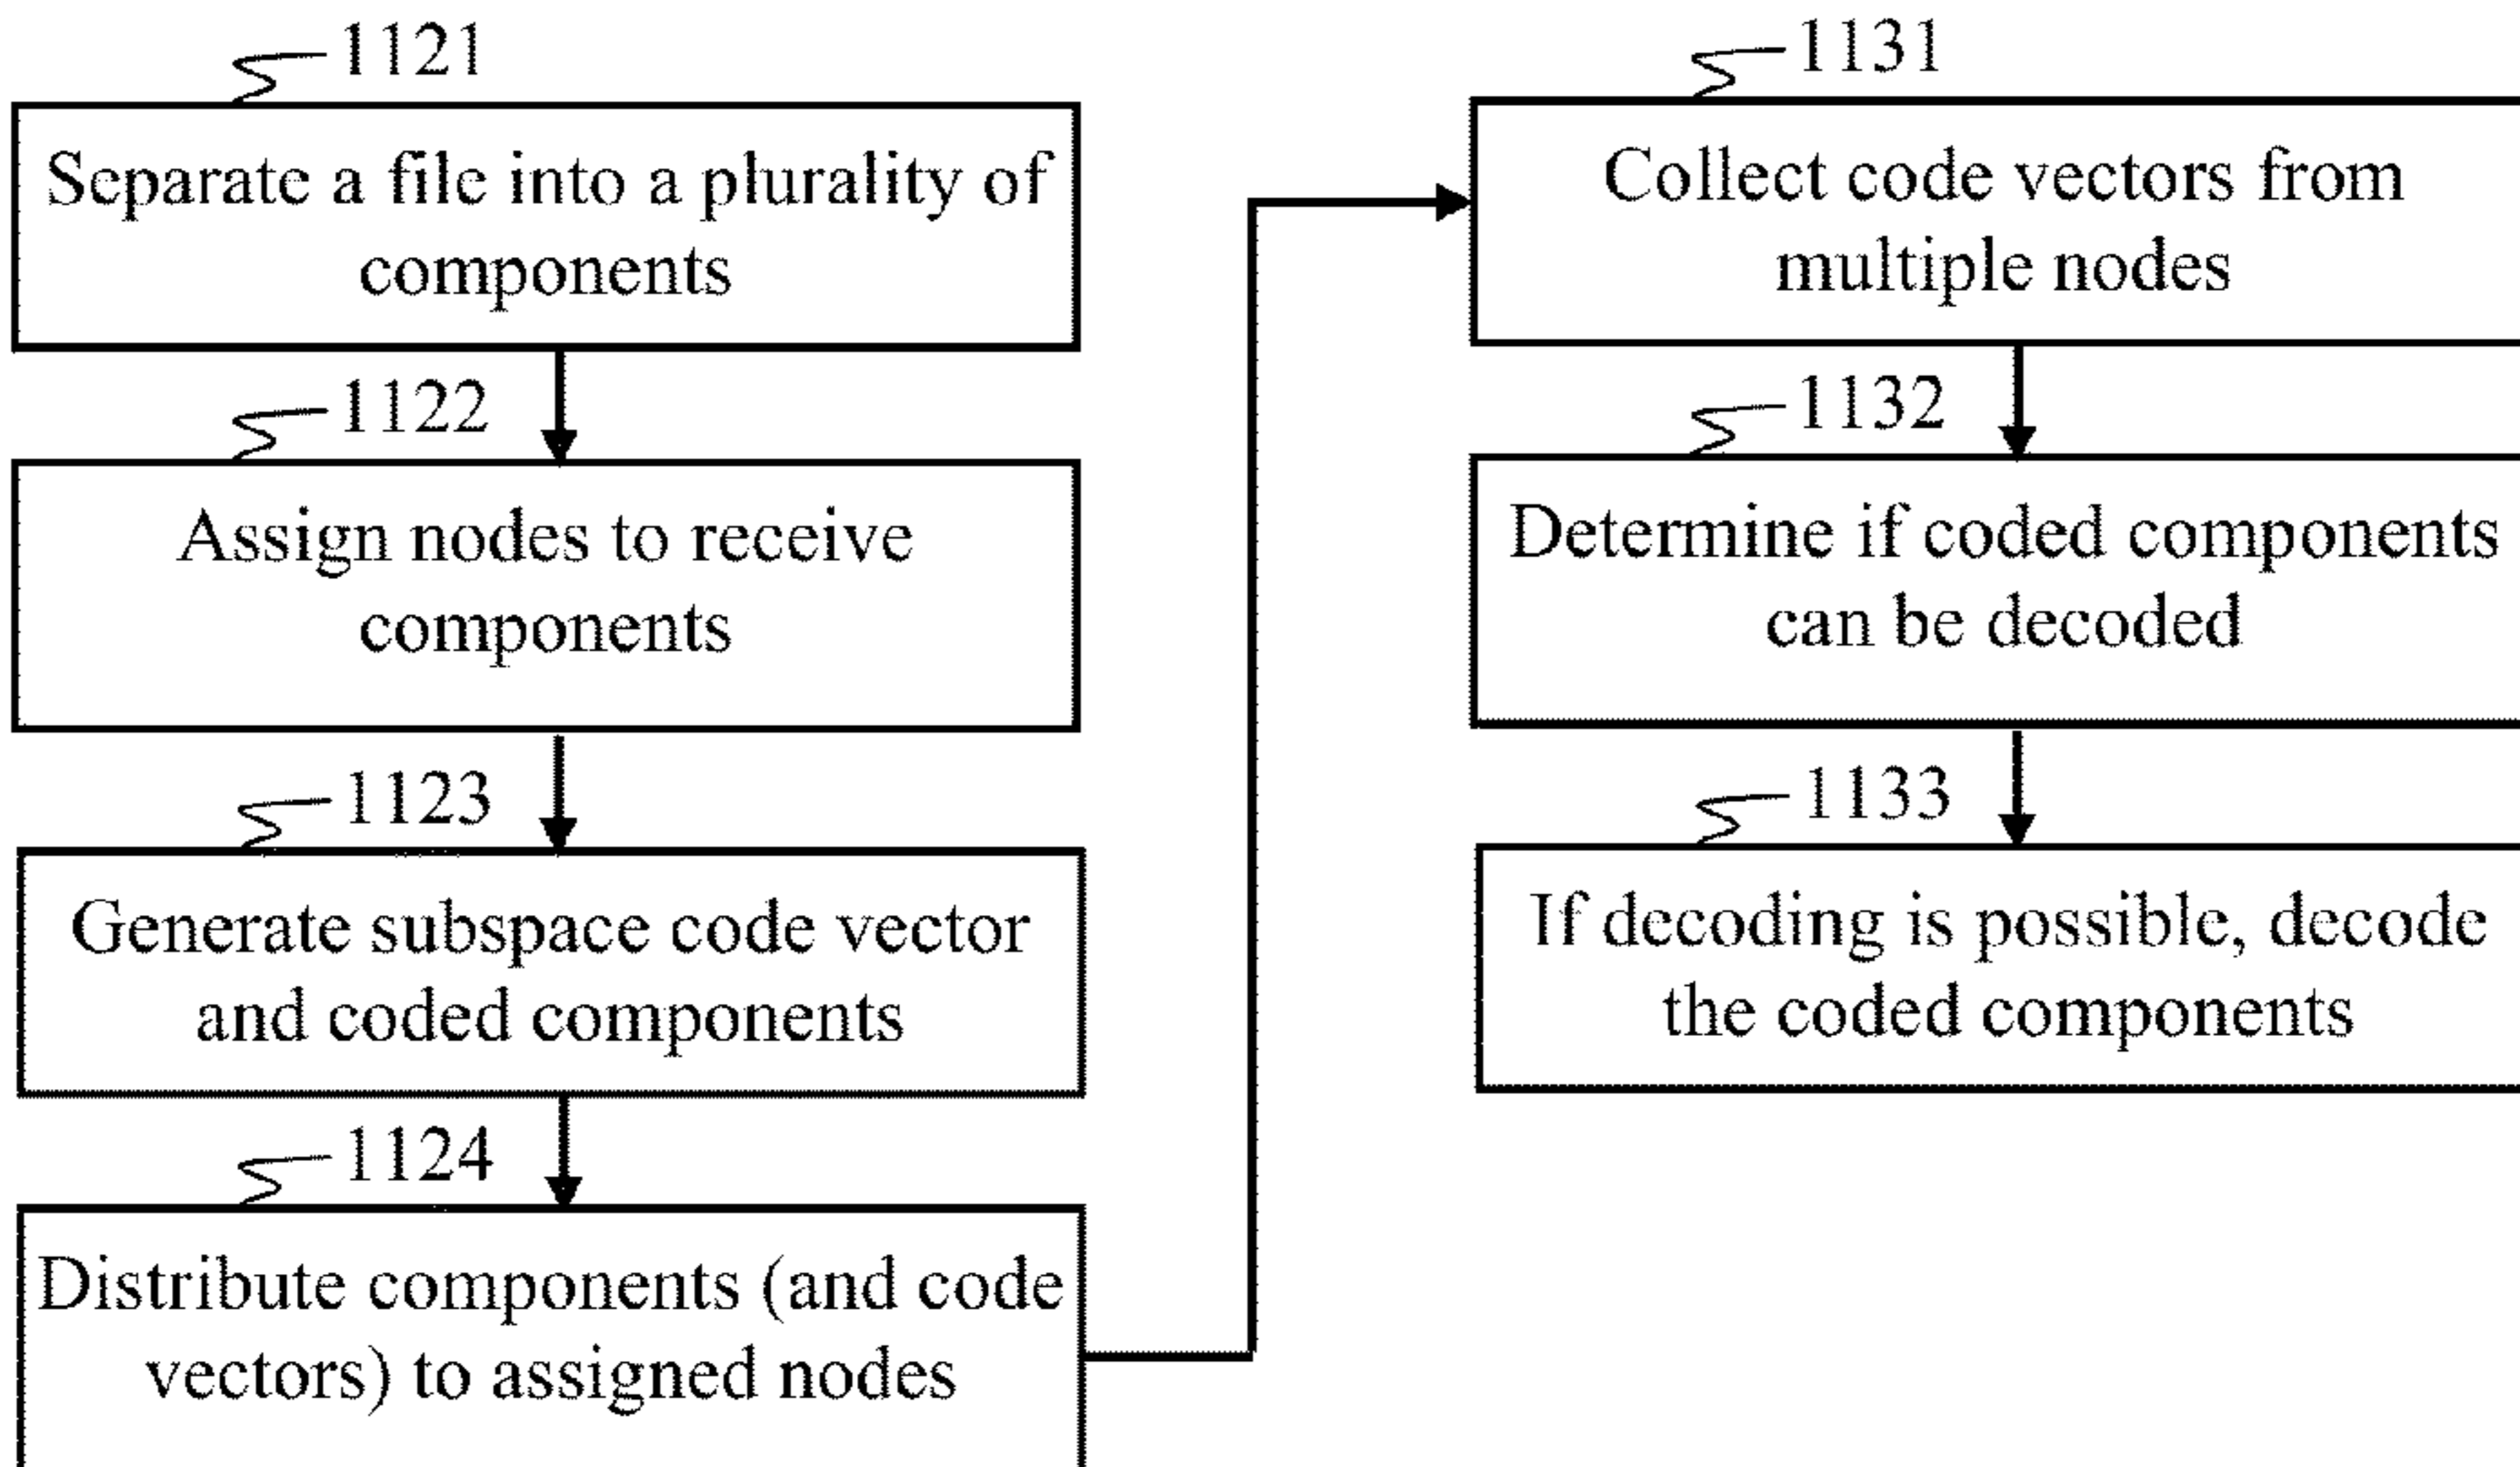 1121
Separate a file into a plurality of
components
1122
Assign nodes to receive
components
1123
Generate subspace code vector
and coded components
1124
Distribute components (and code
vectors) to assigned nodes
1131
Collect code vectors from
multiple nodes
1132
Determine if coded components
can be decoded
1133
If decoding is possible, decode
the coded components